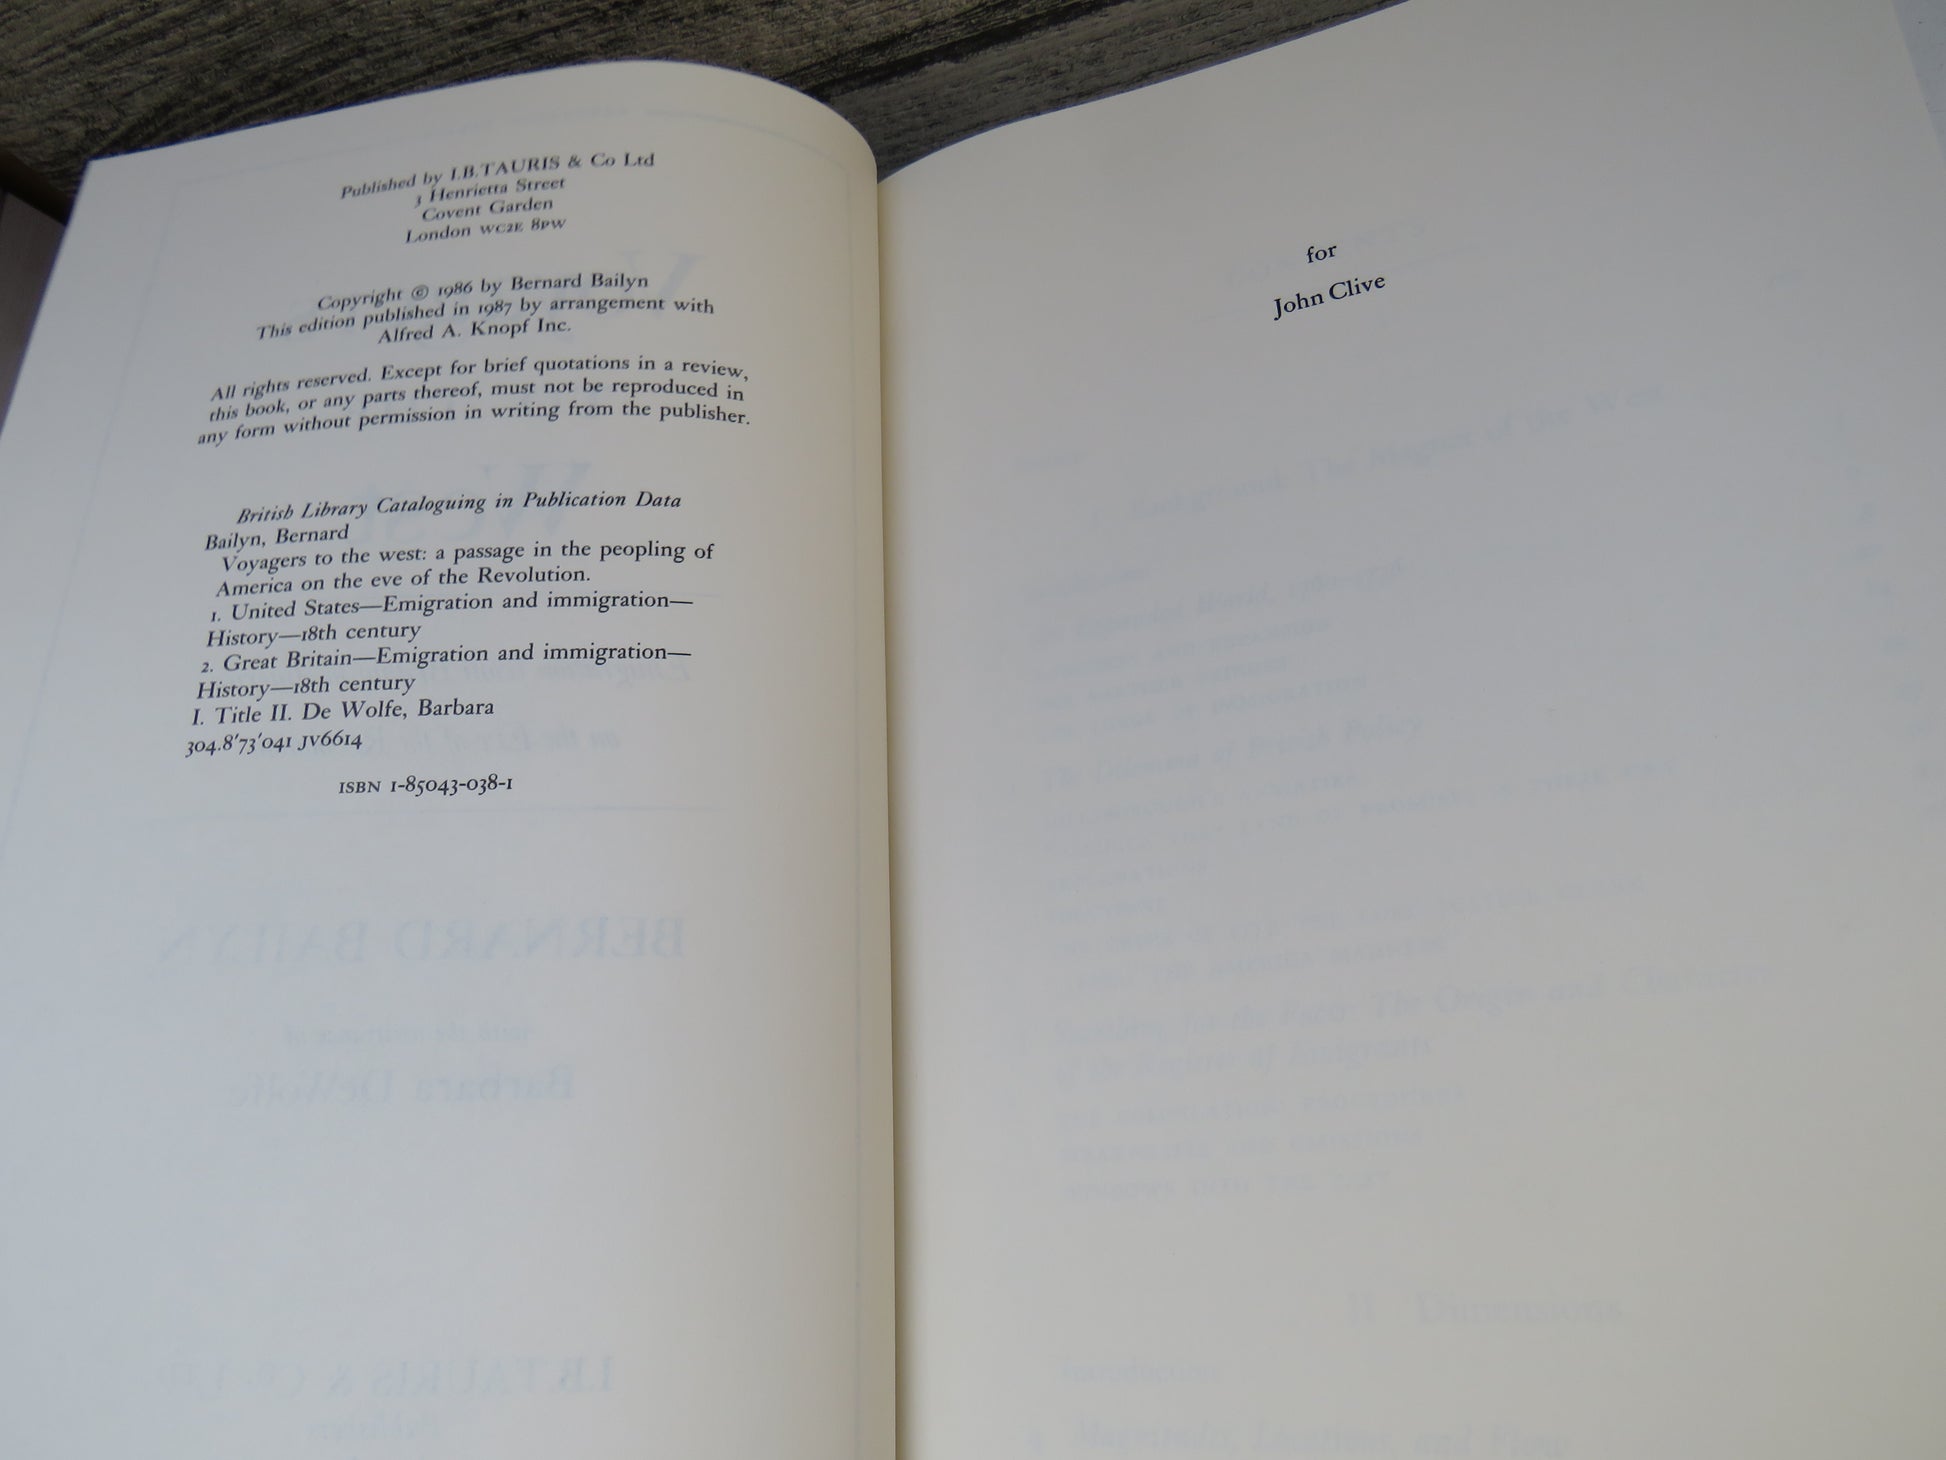 Published by I.B.TAURIS & Co Ltd
3 Henrietta Street
Covent Garden
London WC2E 8PW
Copyright © 1986 by Bernard Bailyn
This edition published in 1987 by arrangement with
Alfred A. Knopf Inc.
All rights reserved. Except for brief quotations in a review,
this book, or any parts thereof, must not be reproduced in
any form without permission in writing from the publisher.
British Library Cataloguing in Publication Data
Bailyn, Bernard
Voyagers to the west: a passage in the peopling of
America on the eve of the Revolution.
1. United States—Emigration and immigration—
History—18th century
2. Great Britain—Emigration and immigration—
History—18th century
I. Title II. De Wolfe, Barbara
304.8'73'041 JV6614
ISBN 1-85043-038-1
for
John Clive